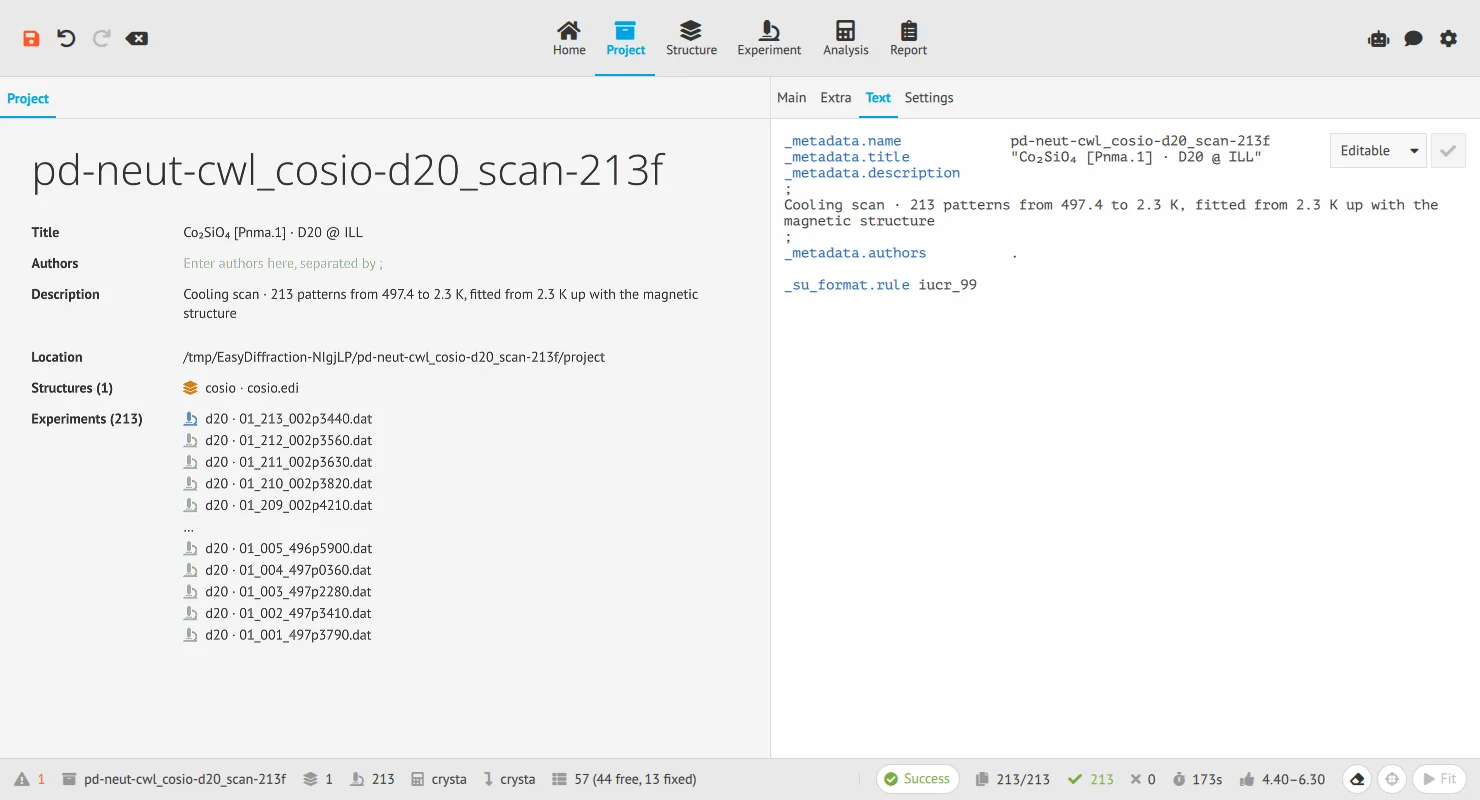 Home
Project
Structure
Experiment
Analysis
Report
Project
Main
Extra
Text
Settings
pd-neut-cwl_cosio-d20_scan-213f
Title
Co₂SiO₄ [Pnma.1] · D20 @ ILL
Authors
Enter authors here, separated by ;
Description
Cooling scan · 213 patterns from 497.4 to 2.3 K, fitted from 2.3 K up with the magnetic
structure
Location
/tmp/EasyDiffraction-NIgjLP/pd-neut-cwl_cosio-d20_scan-213f/project
Structures (1)
cosio · cosio.edi
Experiments (213)
d20 · 01_213_002p3440.dat
d20 · 01_212_002p3560.dat
d20 · 01_211_002p3630.dat
d20 · 01_210_002p3820.dat
d20 · 01_209_002p4210.dat
...
d20 · 01_005_496p5900.dat
d20 · 01_004_497p0360.dat
d20 · 01_003_497p2280.dat
d20 · 01_002_497p3410.dat
d20 · 01_001_497p3790.dat
_metadata.name pd-neut-cwl_cosio-d20_scan-213f
_metadata.title "Co₂SiO₄ [Pnma.1] · D20 @ ILL"
_metadata.description
;
Cooling scan · 213 patterns from 497.4 to 2.3 K, fitted from 2.3 K up with the
magnetic structure
;
_metadata.authors .
_su_format.rule iucr_99
Editable
1
pd-neut-cwl_cosio-d20_scan-213f
1
213
crysta
crysta
57 (44 free, 13 fixed)
Success
213/213
213
0
173s
4.40–6.30
Fit